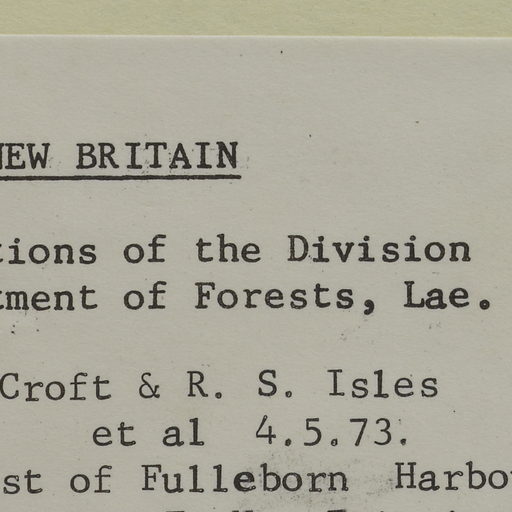 NEW BRITAIN
tions of the Division
tment of Forests, Lae.
Croft & R. S. Isles
et al 4.5.73.
st of Fulleborn Harbo